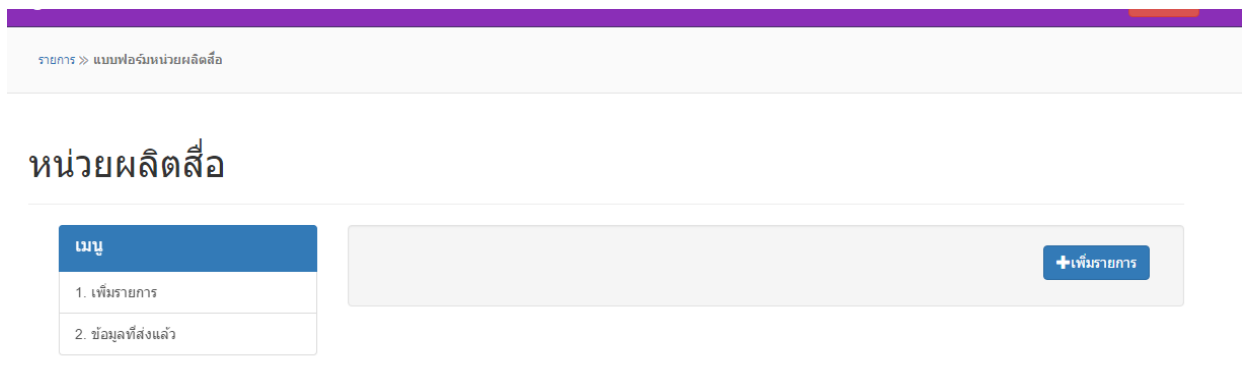 รายการ » แบบฟอร์มหน่วยผลิตสื่อ
หน่วยผลิตสื่อ
เมนู
1. เพิ่มรายการ
2. ข้อมูลที่ส่งแล้ว
เพิ่มรายการ